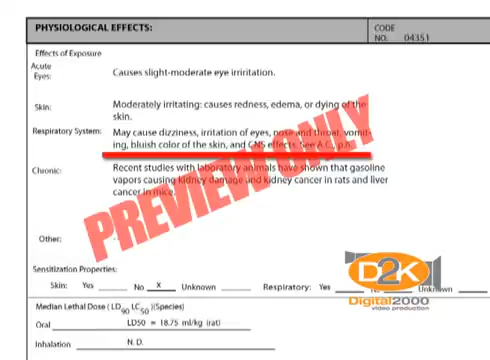 PHYSIOLOGICAL EFFECTS:
CODE
NO. 04351
Effects of Exposure
Acute
Eyes: Causes slight-moderate eye irriritation.
Skin: Moderately irritating: causes redness, edema, or dying of the
skin.
Respiratory System: May cause dizziness, irritation of eyes, nose and throat, vomit-
ing, bluish color of the skin, and CNS effects. See A.C., p.n.
Chronic: Recent studies with laboratory animals have shown that gasoline
vapors causing kidney damage and kidney cancer in rats and liver
cancer in mice.
PREVIEW ONLY
Other:
Sensitization Properties:
Skin: Yes No X Unknown Respiratory: Yes Unknown
D2K
Digital2000
video production
Median Lethal Dose (LD90 LC50)(Species)
Oral LD50 = 18.75 ml/kg (rat)
Inhalation N. D.